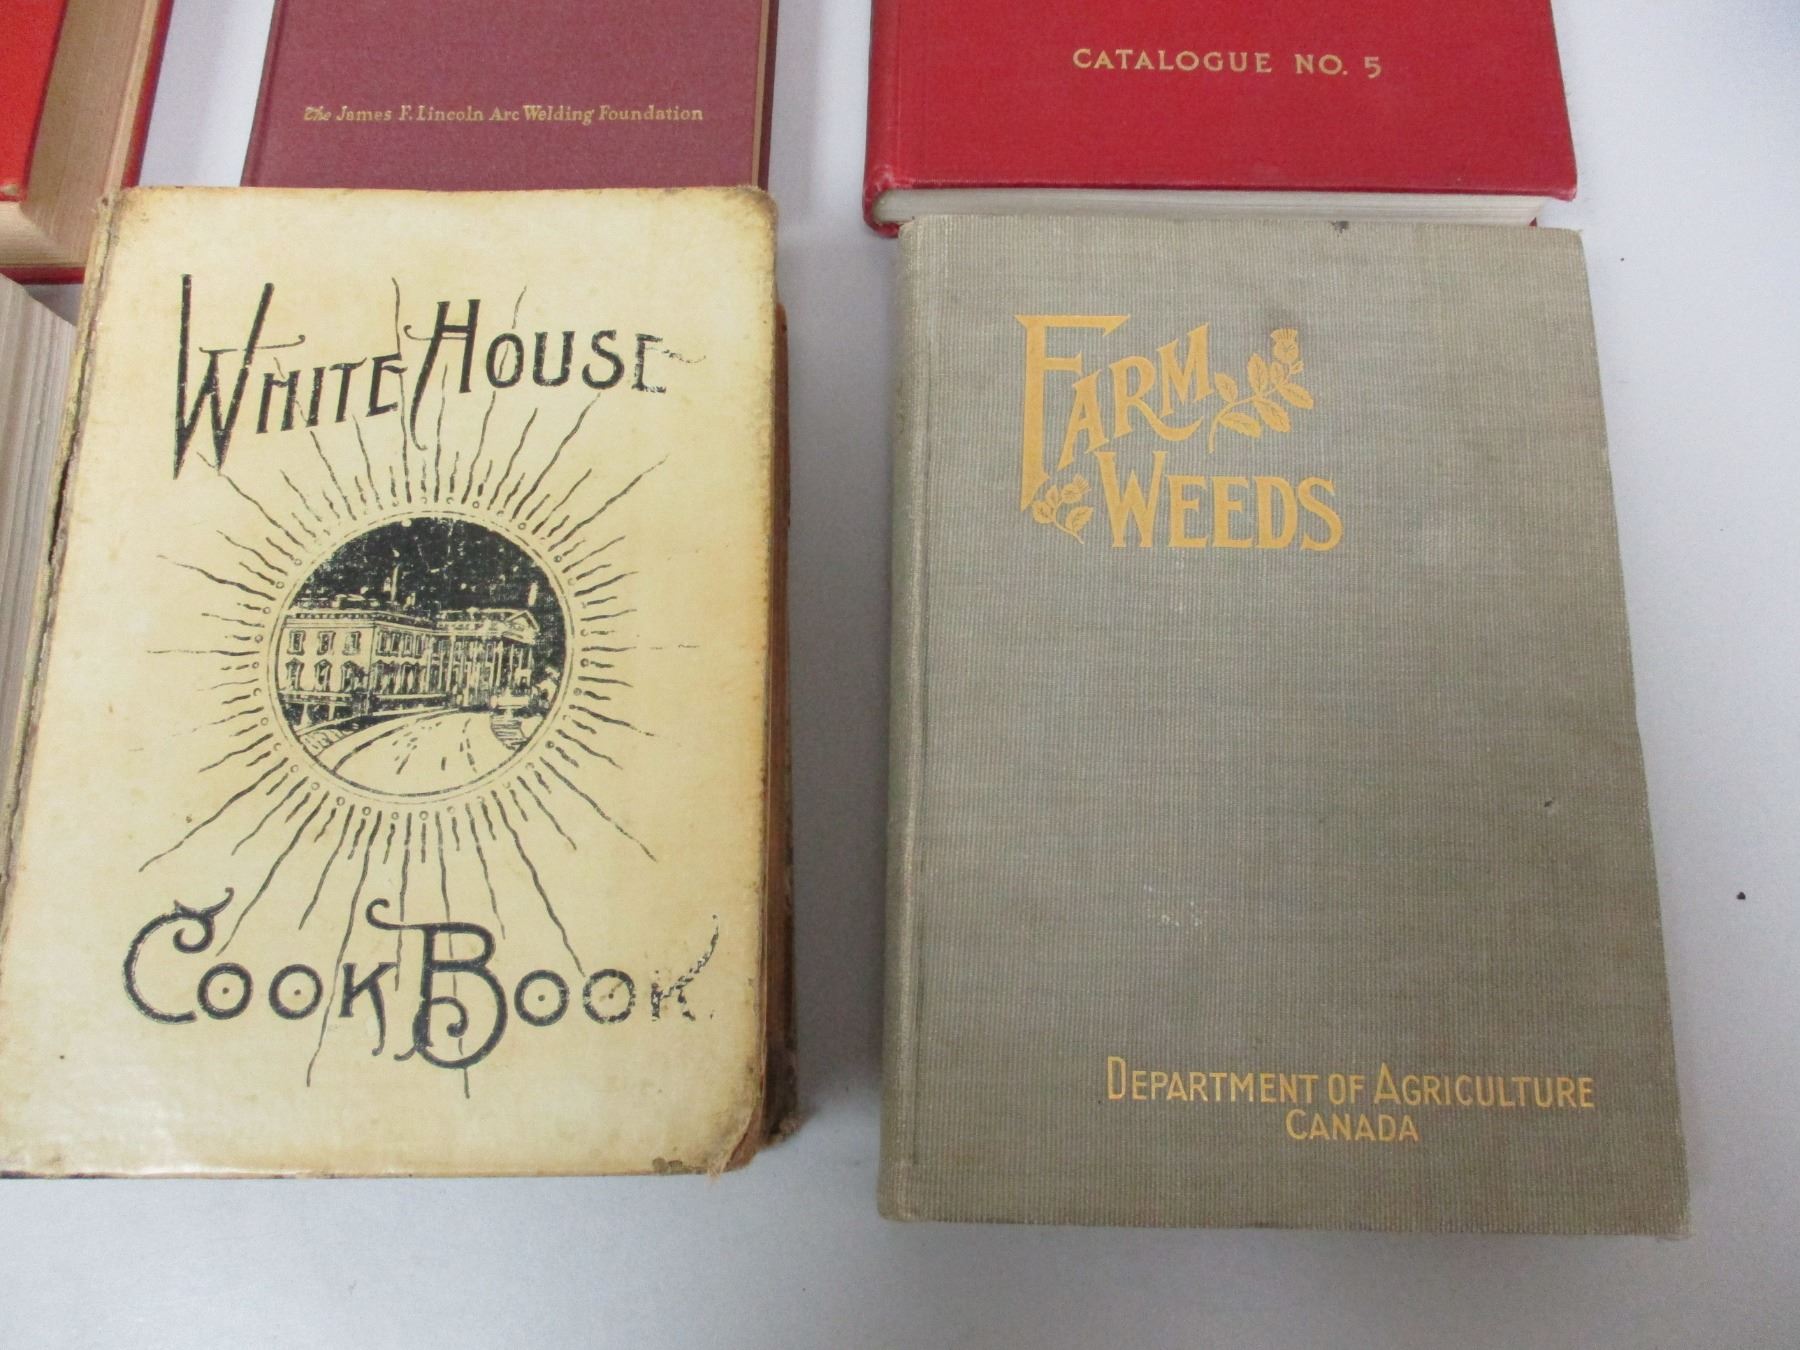 The James F. Lincoln Arc Welding Foundation
CATALOGUE NO. 5
WHITE HOUSE
COOK BOOK
FARM
WEEDS
DEPARTMENT OF AGRICULTURE
CANADA